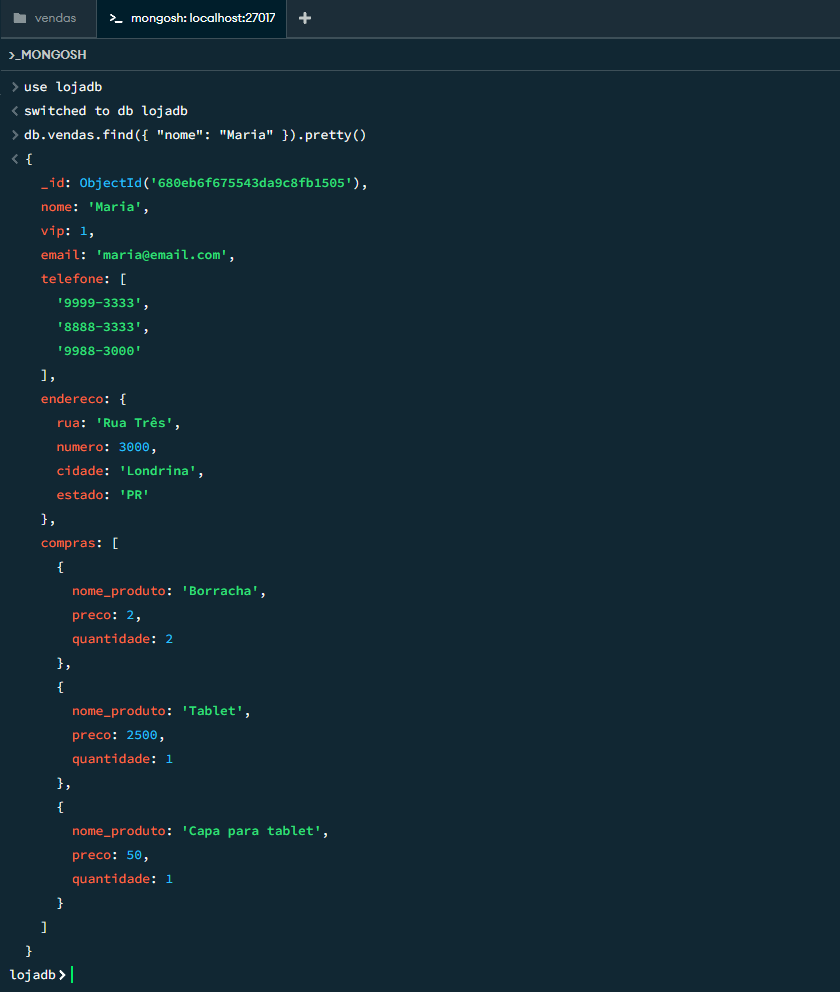 vendas
>_ mongosh: localhost:27017 +
>_MONGOSH
> use lojadb
< switched to db lojadb
> db.vendas.find({ "nome": "Maria" }).pretty()
< {
    _id: ObjectId('680eb6f675543da9c8fb1505'),
    nome: 'Maria',
    vip: 1,
    email: 'maria@email.com',
    telefone: [
      '9999-3333',
      '8888-3333',
      '9988-3000'
    ],
    endereco: {
      rua: 'Rua Três',
      numero: 3000,
      cidade: 'Londrina',
      estado: 'PR'
    },
    compras: [
      {
        nome_produto: 'Borracha',
        preco: 2,
        quantidade: 2
      },
      {
        nome_produto: 'Tablet',
        preco: 2500,
        quantidade: 1
      },
      {
        nome_produto: 'Capa para tablet',
        preco: 50,
        quantidade: 1
      }
    ]
  }
lojadb>